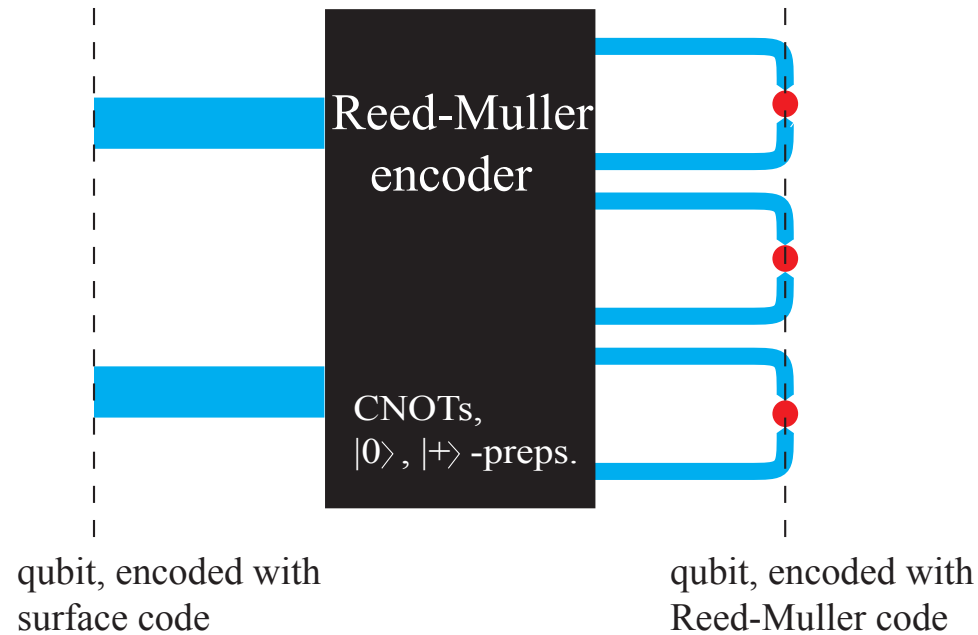 Reed-Muller
encoder
CNOTs,
|0⟩, |+⟩ -preps.
qubit, encoded with
surface code
qubit, encoded with
Reed-Muller code